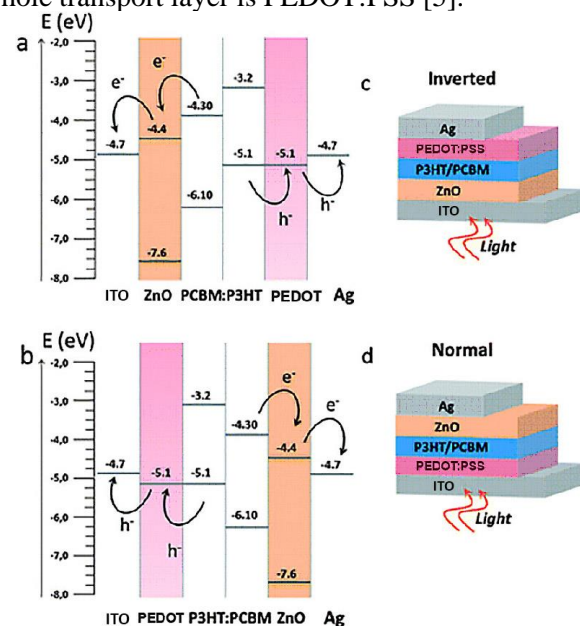 hole transport layer is PEDOT:PSS [5].
E (eV)
a
-2,0
-3,0
-4,0
-5,0
-6,0
-7,0
-8,0
e-
e-
-4.7
-4.4
-7.6
-4.30
-6.10
-3.2
-5.1
-5.1
-4.7
h-
h-
ITO ZnO PCBM:P3HT PEDOT Ag
c
Inverted
Ag
PEDOT:PSS
P3HT/PCBM
ZnO
ITO
Light
E (eV)
b
-2,0
-3,0
-4,0
-5,0
-6,0
-7,0
-8,0
-4.7
-5.1
-3.2
-5.1
-4.30
-6.10
e-
e-
-4.4
-7.6
-4.7
h-
h-
ITO PEDOT P3HT:PCBM ZnO Ag
d
Normal
Ag
ZnO
P3HT/PCBM
PEDOT:PSS
ITO
Light